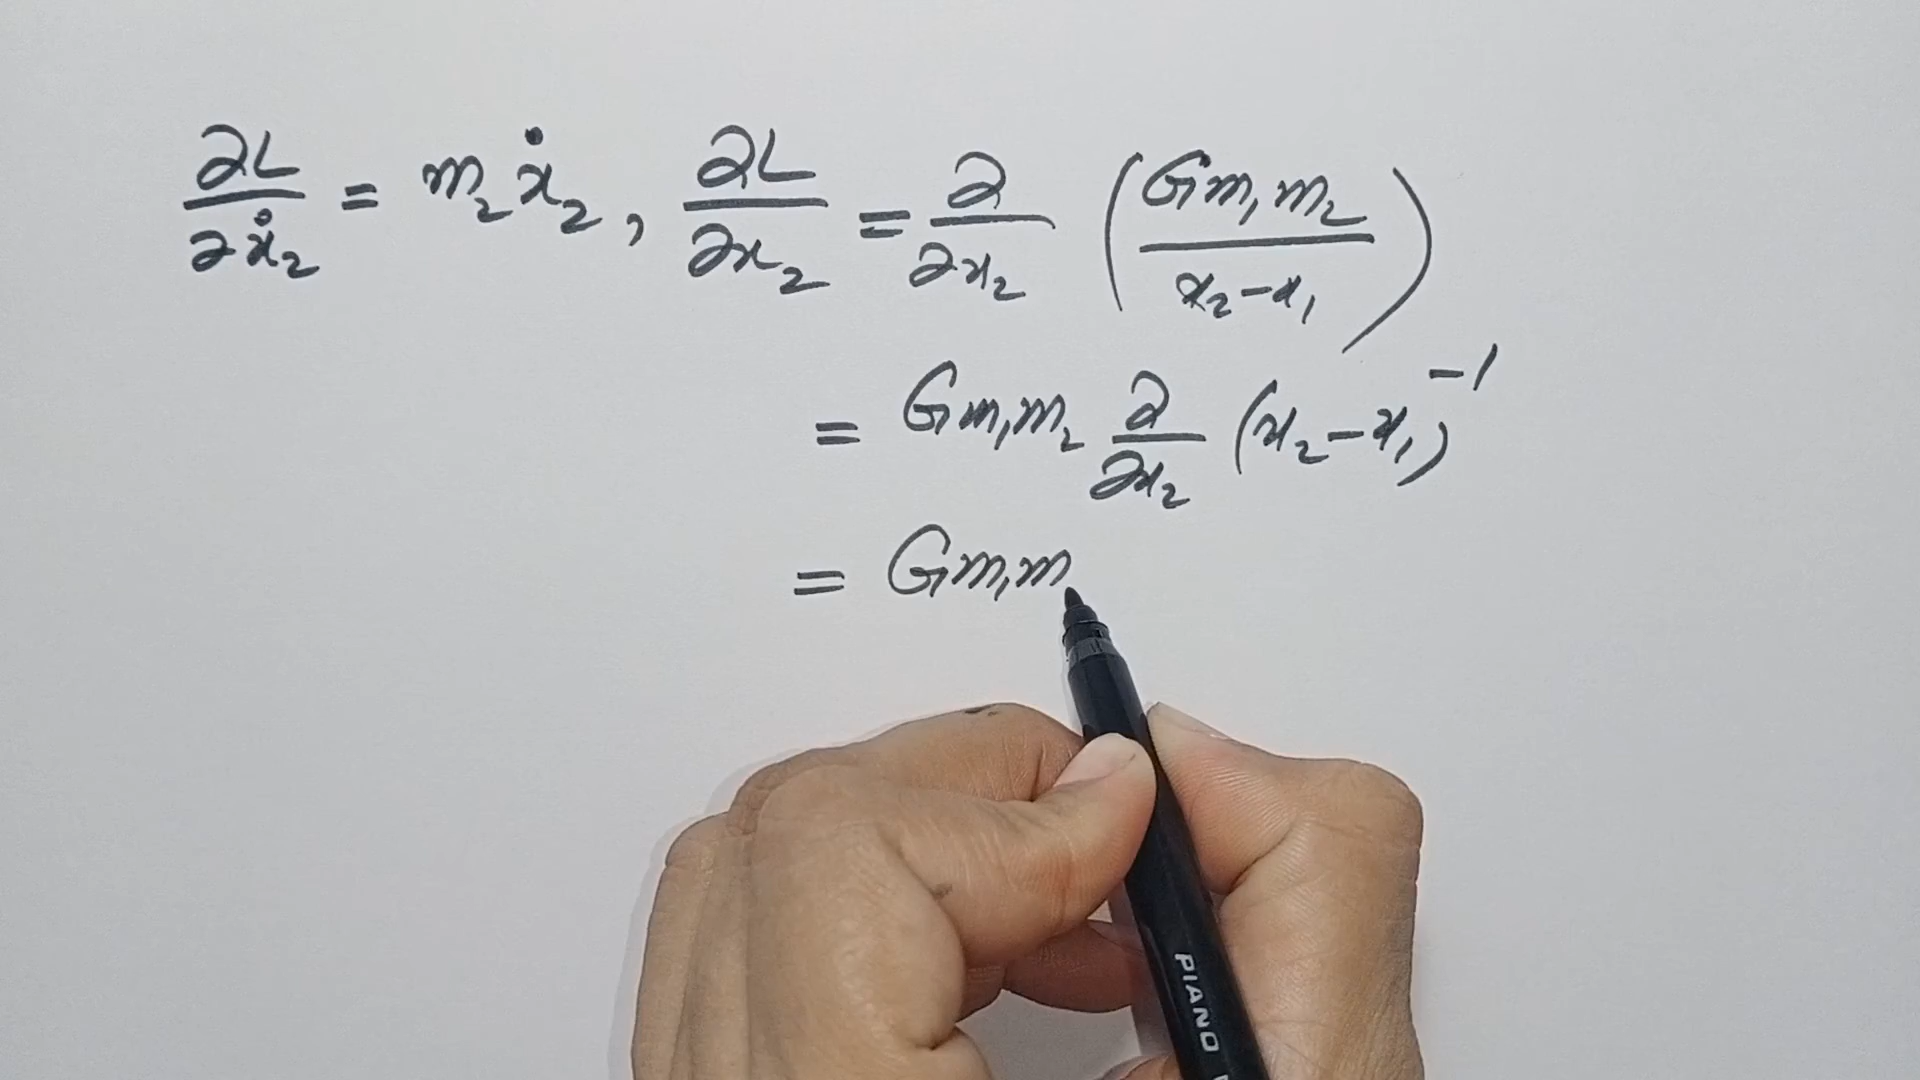 ∂L/∂ẋ₂ = m₂ẋ₂, ∂L/∂x₂ = ∂/∂x₂ (Gm₁m₂/x₂-x₁)
= Gm₁m₂ ∂/∂x₂ (x₂-x₁)⁻¹
= Gm₁m
PIANO